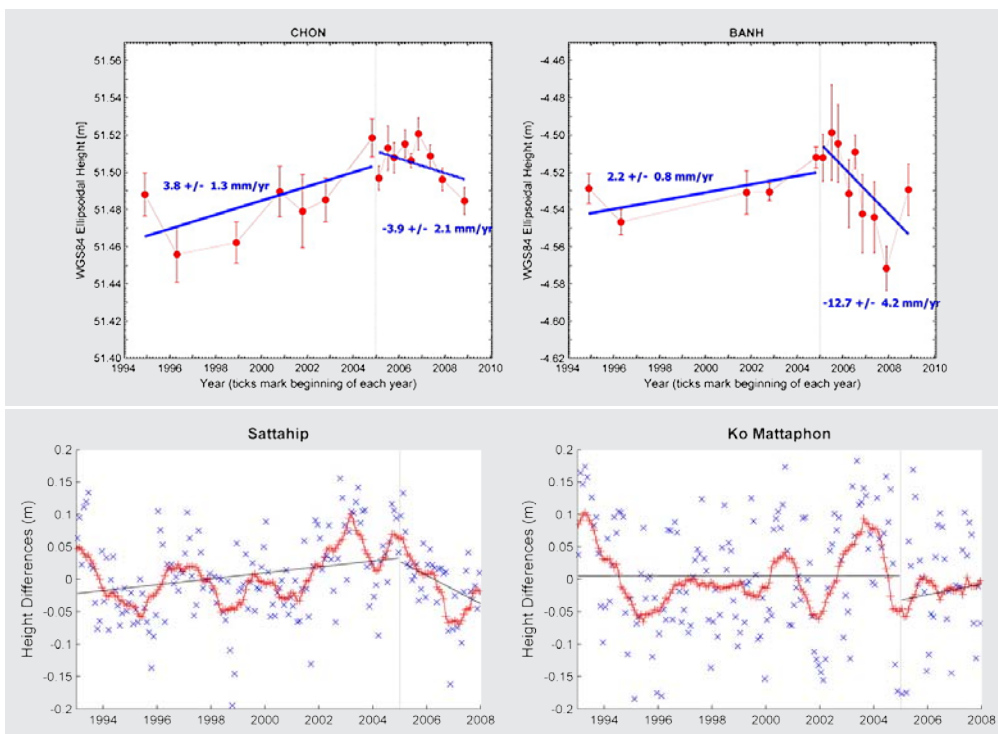 CHON
WGS84 Ellipsoidal Height [m]
51.56
51.54
51.52
51.50
51.48
51.46
51.44
51.43
51.40
3.8 +/- 1.3 mm/yr
-3.9 +/- 2.1 mm/yr
1994 1996 1998 2000 2002 2004 2006 2008 2010
Year (ticks mark beginning of each year)
BANH
WGS84 Ellipsoidal Height [m]
-4.46
-4.48
-4.50
-4.52
-4.54
-4.56
-4.58
-4.60
-4.62
2.2 +/- 0.8 mm/yr
-12.7 +/- 4.2 mm/yr
1994 1996 1998 2000 2002 2004 2006 2008 2010
Year (ticks mark beginning of each year)
Sattahip
Height Differences (m)
0.2
0.15
0.1
0.05
0
-0.05
-0.1
-0.15
-0.2
1994 1996 1998 2000 2002 2004 2006 2008
Ko Mattaphon
Height Differences (m)
0.2
0.15
0.1
0.05
0
-0.05
-0.1
-0.15
-0.2
1994 1996 1998 2000 2002 2004 2006 2008